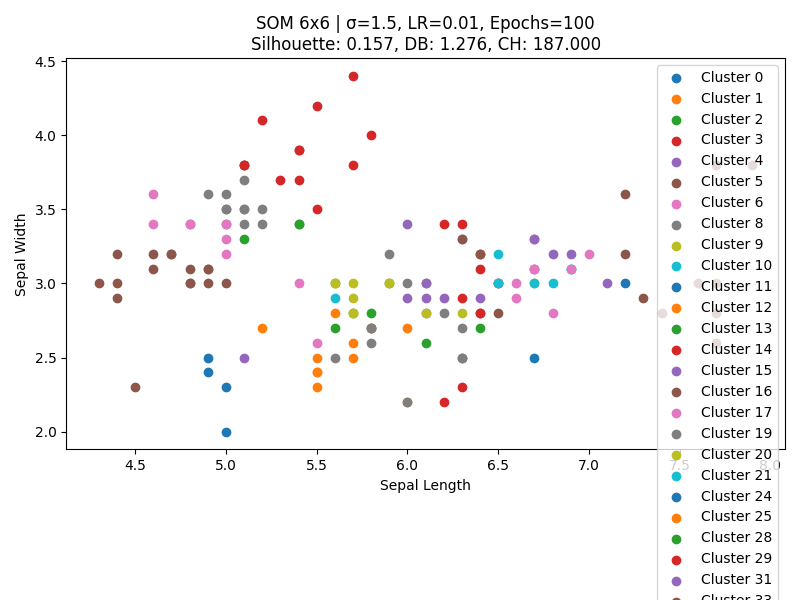 SOM 6x6 | σ=1.5, LR=0.01, Epochs=100
Silhouette: 0.157, DB: 1.276, CH: 187.000
4.5
4.0
3.5
3.0
2.5
2.0
Sepal Width
4.5
5.0
5.5
6.0
6.5
7.0
7.5
8.0
Sepal Length
Cluster 0
Cluster 1
Cluster 2
Cluster 3
Cluster 4
Cluster 5
Cluster 6
Cluster 8
Cluster 9
Cluster 10
Cluster 11
Cluster 12
Cluster 13
Cluster 14
Cluster 15
Cluster 16
Cluster 17
Cluster 19
Cluster 20
Cluster 21
Cluster 24
Cluster 25
Cluster 28
Cluster 29
Cluster 31
Cluster 33